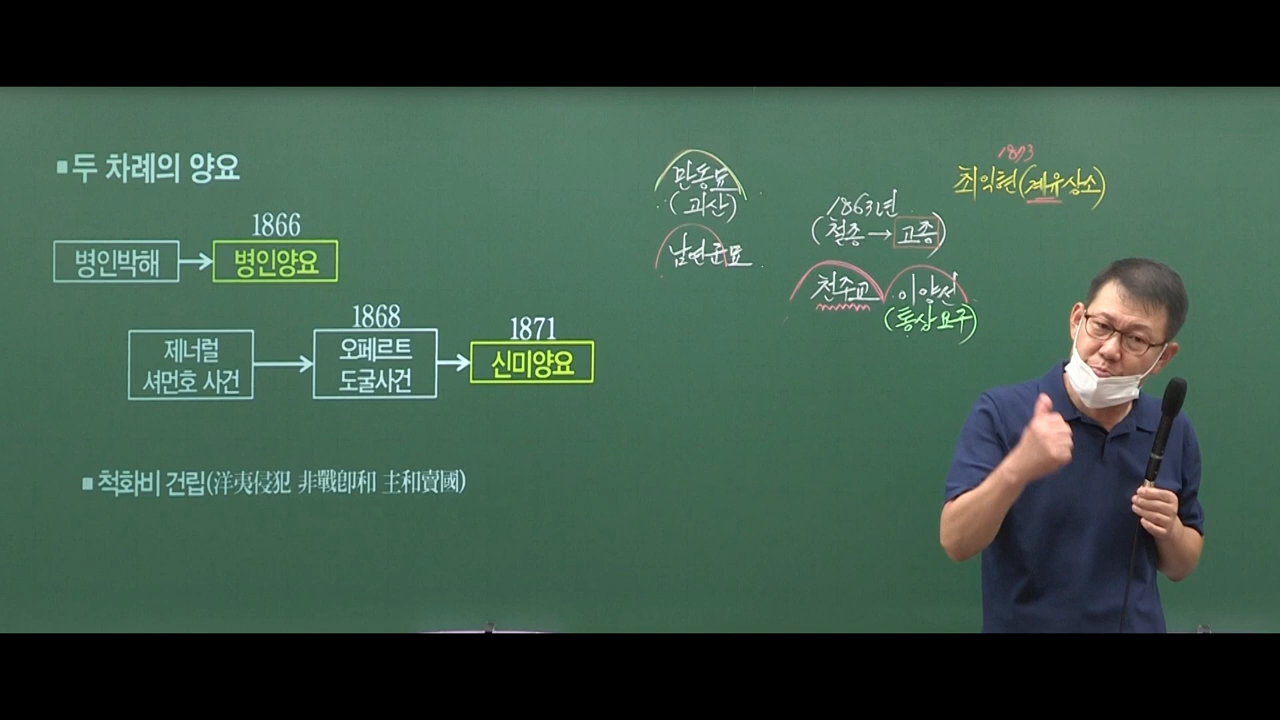 ▪두 차례의 양요
1866
병인박해 → 병인양요
1868
1871
제너럴
셔먼호 사건
→
오페르트
도굴사건
→
신미양요
▪척화비 건립(洋夷侵犯 非戰卽和 主和賣國)
만동묘
(괴산)
남연군묘
1863년
(철종→고종)
천주교 이양선
(통상요구)
1873
최익현(계유상소)